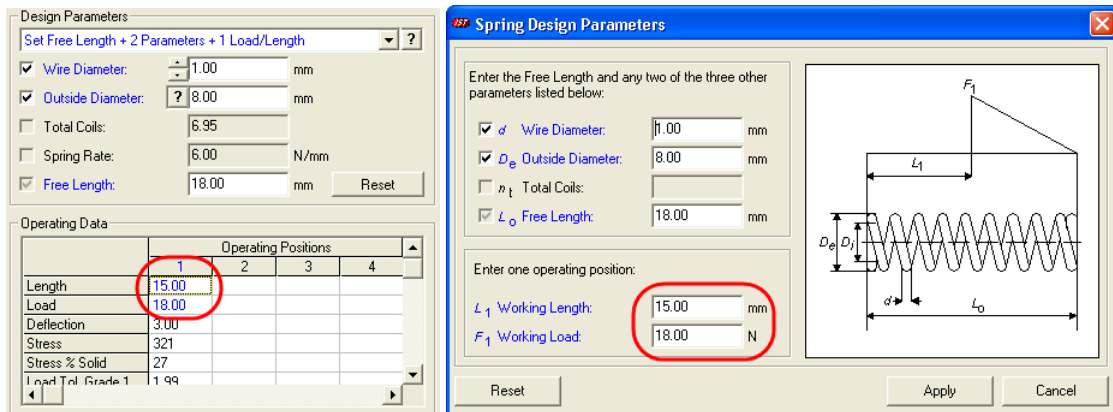 Design Parameters
Set Free Length + 2 Parameters + 1 Load/Length ?
Wire Diameter: 1.00 mm
Outside Diameter: ? 8.00 mm
Total Coils: 6.95
Spring Rate: 6.00 N/mm
Free Length: 18.00 mm Reset
Operating Data
Operating Positions
1 2 3 4
Length 15.00
Load 18.00
Deflection 3.00
Stress 321
Stress % Solid 27
Load Tol. Grade 1 1.99
IST Spring Design Parameters
Enter the Free Length and any two of the three other
parameters listed below:
d Wire Diameter: 1.00 mm
De Outside Diameter: 8.00 mm
nt Total Coils:
Lo Free Length: 18.00 mm
Enter one operating position:
L1 Working Length: 15.00 mm
F1 Working Load: 18.00 N
F1
L1
De Di
d
Lo
Reset Apply Cancel